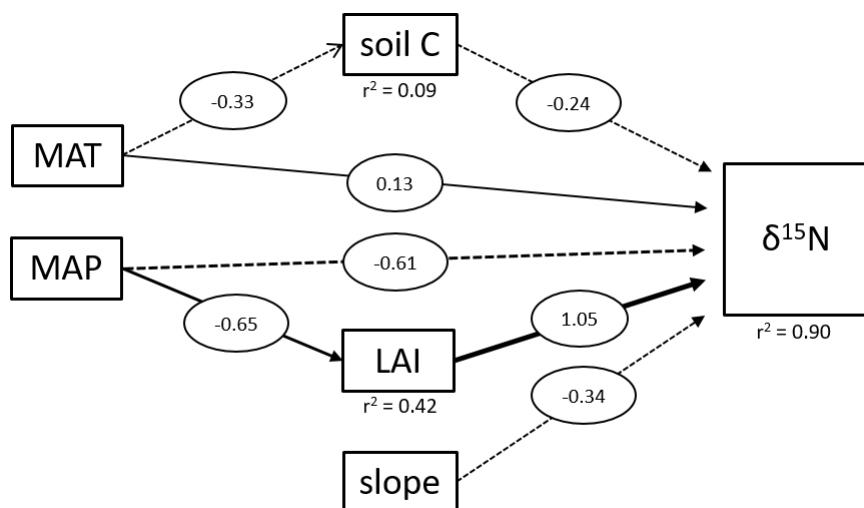 soil C
r² = 0.09
-0.33
-0.24
MAT
0.13
δ¹⁵N
r² = 0.90
MAP
-0.61
-0.65
1.05
LAI
r² = 0.42
-0.34
slope